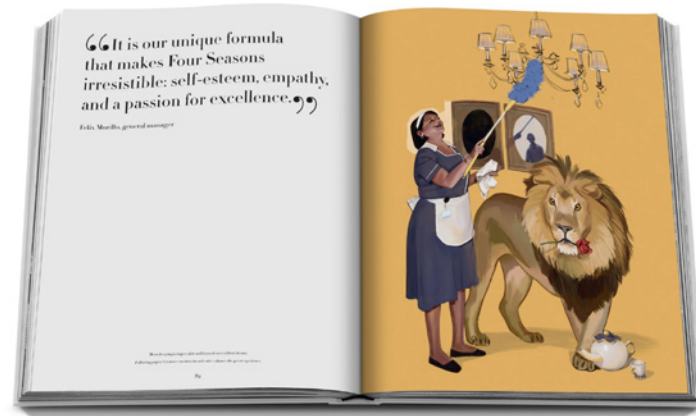 “It is our unique formula
that makes Four Seasons
irresistible: self-esteem, empathy,
and a passion for excellence.”
Felix Murillo, general manager